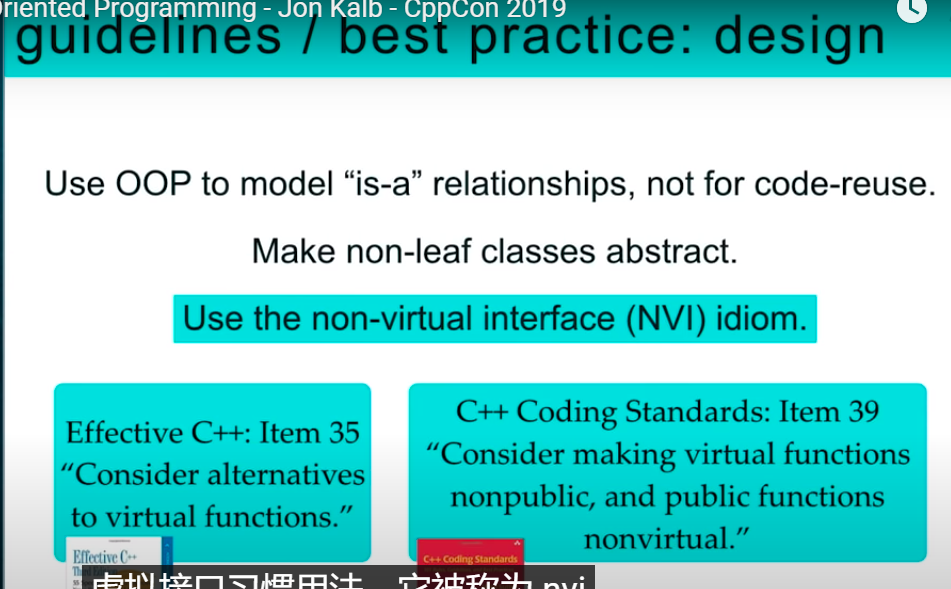 Oriented Programming - Jon Kalb - CppCon 2019
guidelines / best practice: design
Use OOP to model “is-a” relationships, not for code-reuse.
Make non-leaf classes abstract.
Use the non-virtual interface (NVI) idiom.
Effective C++: Item 35
“Consider alternatives
to virtual functions.”
C++ Coding Standards: Item 39
“Consider making virtual functions
nonpublic, and public functions
nonvirtual.”
Effective C++
Third
C++ Coding Standards
虚拟接口习惯用法，它被称为 nvi